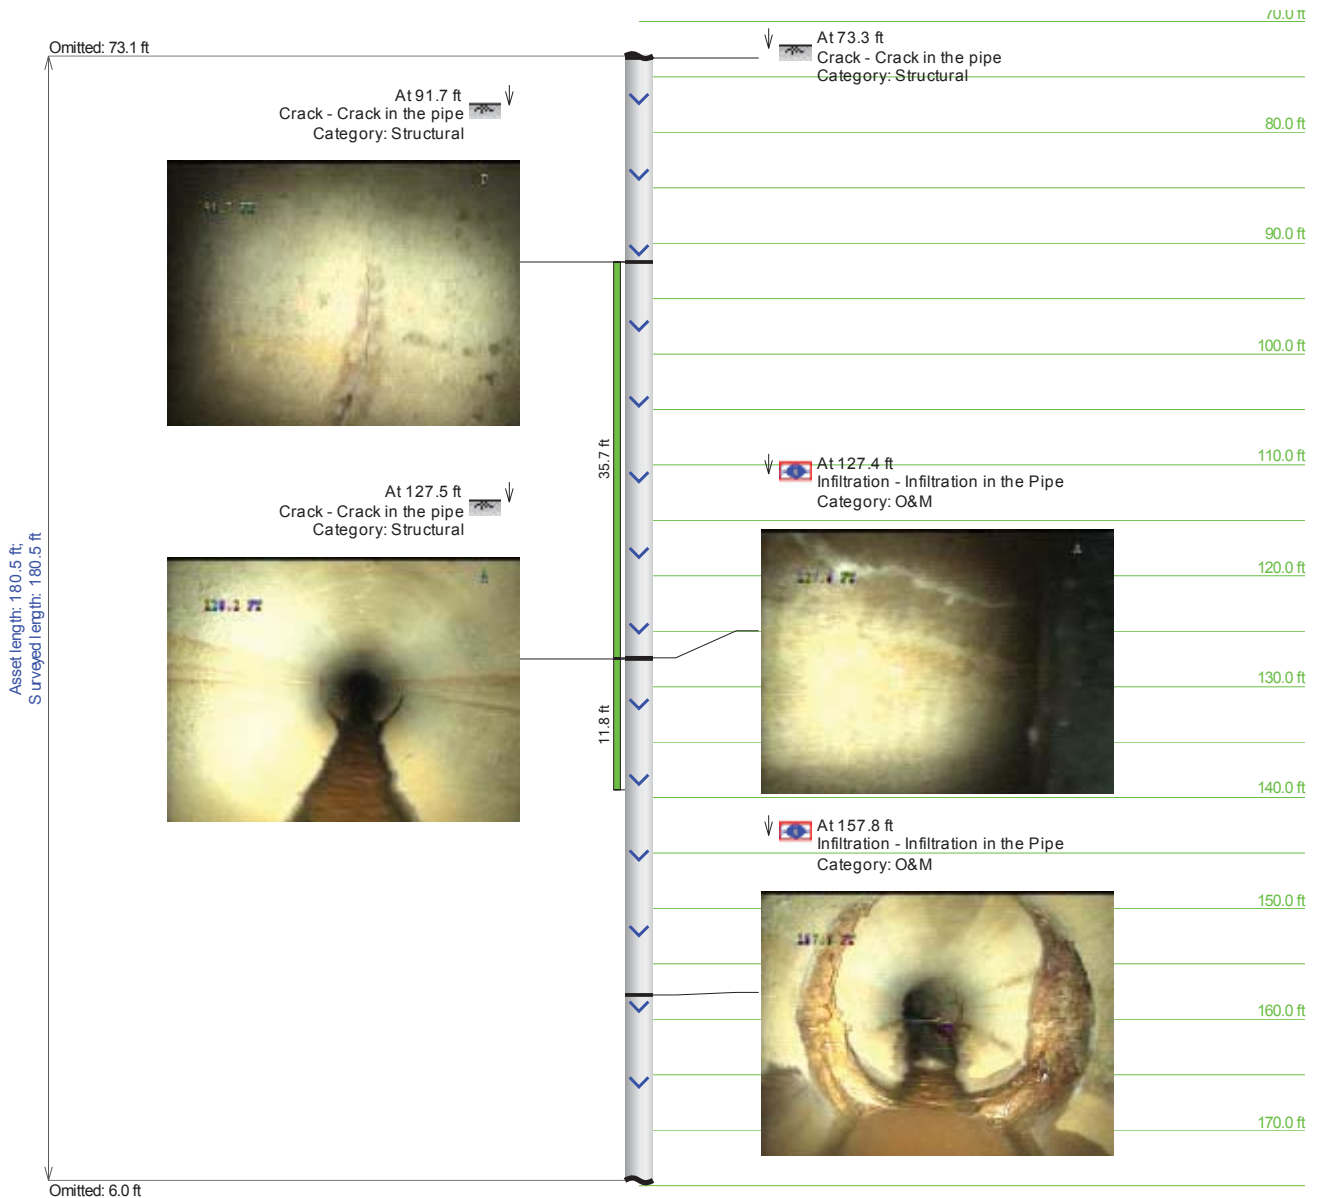 70.0 ft
Omitted: 73.1 ft
At 73.3 ft
Crack - Crack in the pipe
Category: Structural
At 91.7 ft
Crack - Crack in the pipe
Category: Structural
80.0 ft
90.0 ft
100.0 ft
35.7 ft
110.0 ft
At 127.4 ft
Infiltration - Infiltration in the Pipe
Category: O&M
At 127.5 ft
Crack - Crack in the pipe
Category: Structural
Asset length: 180.5 ft;
Surveyed length: 180.5 ft
120.0 ft
127.4 FT
130.0 ft
11.8 ft
140.0 ft
At 157.8 ft
Infiltration - Infiltration in the Pipe
Category: O&M
150.0 ft
160.0 ft
170.0 ft
Omitted: 6.0 ft